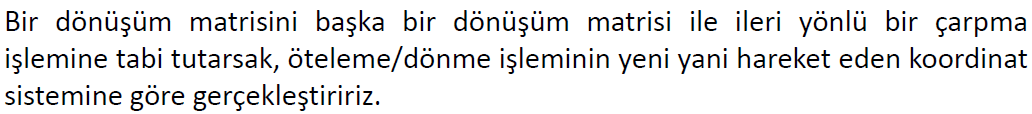 Bir dönüşüm matrisini başka bir dönüşüm matrisi ile ileri yönlü bir çarpma
işlemine tabi tutarsak, öteleme/dönme işleminin yeni yani hareket eden koordinat
sistemine göre gerçekleştiririz.